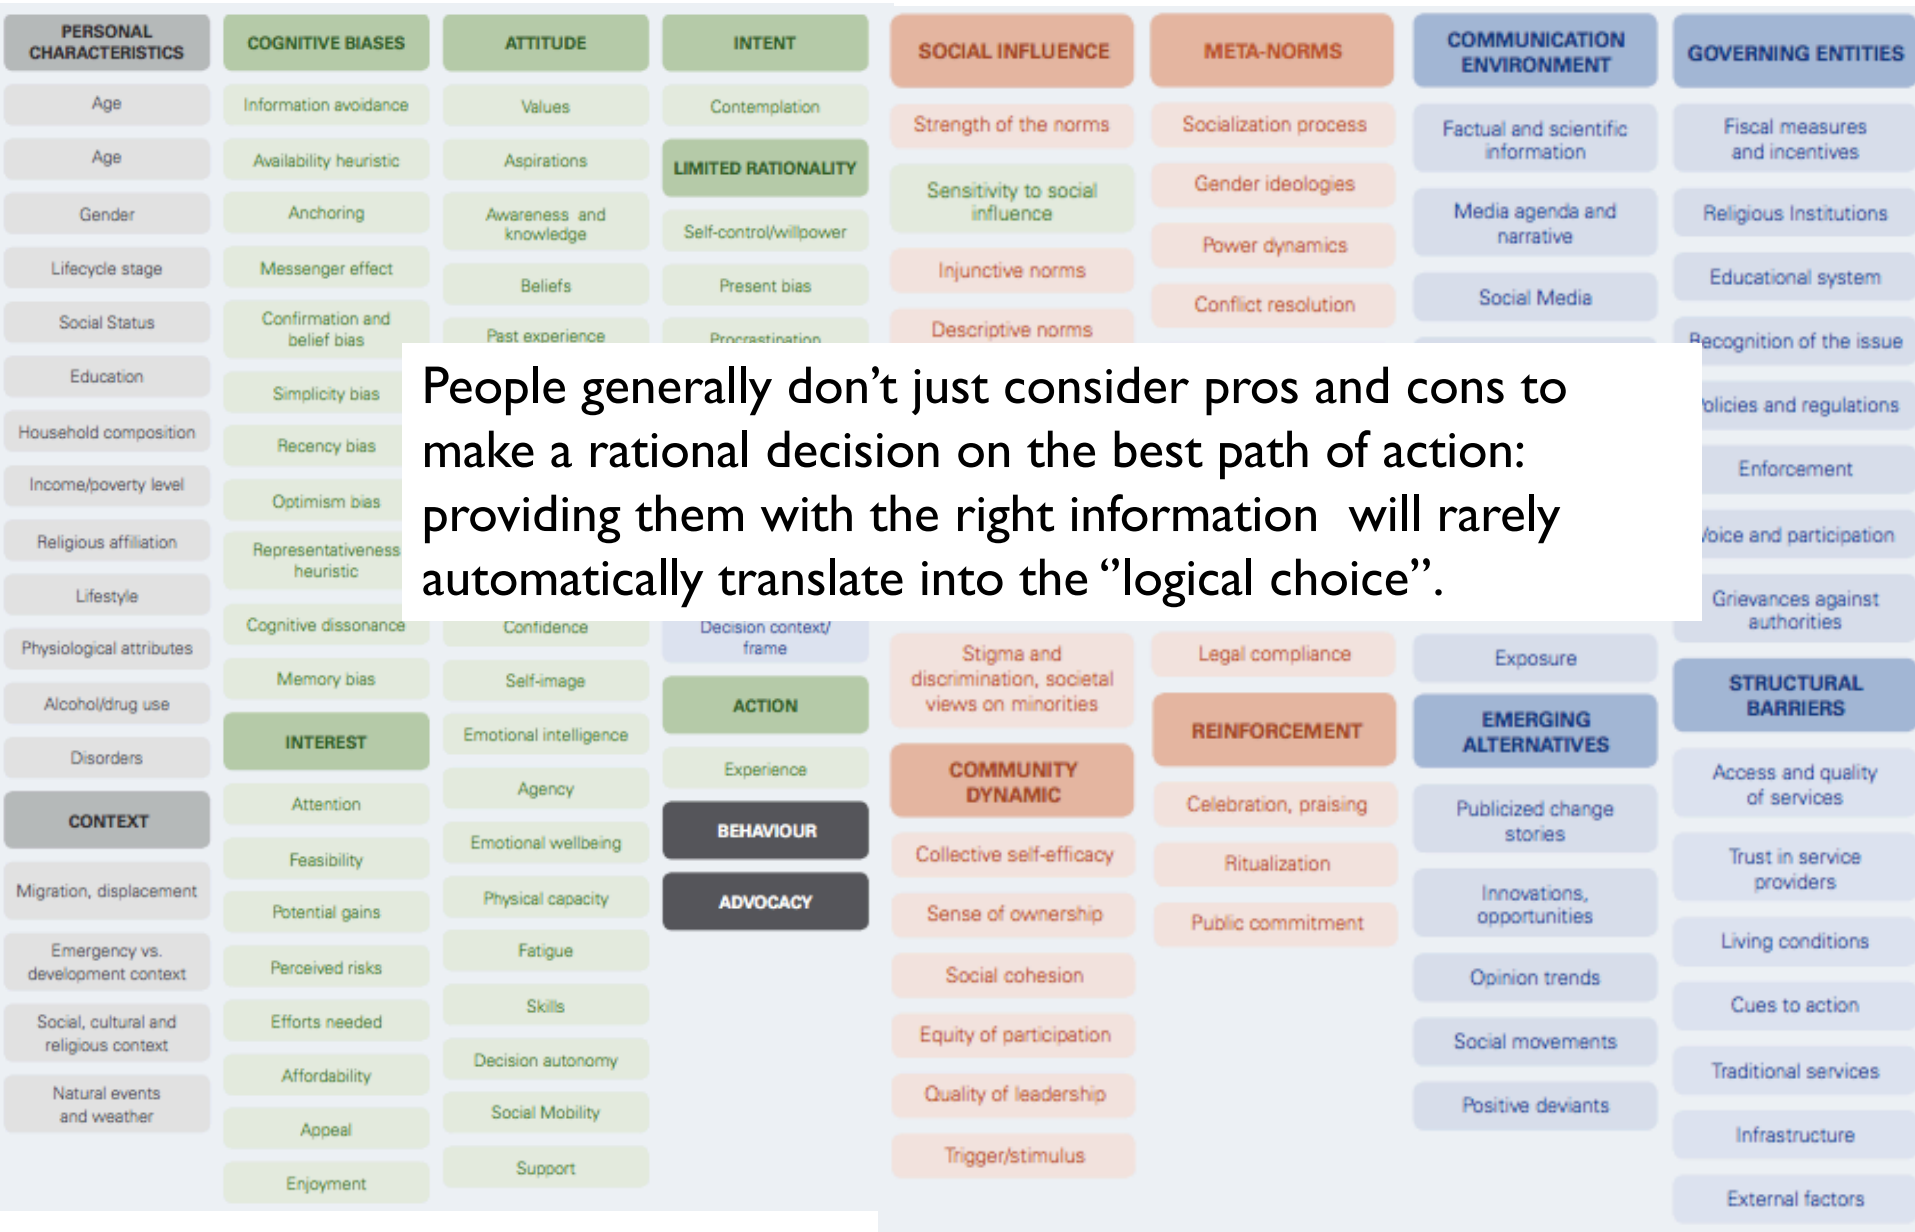 PERSONAL
CHARACTERISTICS
Age
Age
Gender
Lifecycle stage
Social Status
Education
Household composition
Income/poverty level
Religious affiliation
Lifestyle
Physiological attributes
Alcohol/drug use
Disorders
CONTEXT
Migration, displacement
Emergency vs.
development context
Social, cultural and
religious context
Natural events
and weather
COGNITIVE BIASES
Information avoidance
Availability heuristic
Anchoring
Messenger effect
Confirmation and
belief bias
Simplicity bias
Recency bias
Optimism bias
Representativeness
heuristic
Cognitive dissonance
Memory bias
INTEREST
Attention
Feasibility
Potential gains
Perceived risks
Efforts needed
Affordability
Appeal
Enjoyment
ATTITUDE
Values
Aspirations
Awareness and
knowledge
Beliefs
Past experience
Confidence
Self-image
Emotional intelligence
Agency
Emotional wellbeing
Physical capacity
Fatigue
Skills
Decision autonomy
Social Mobility
Support
INTENT
Contemplation
LIMITED RATIONALITY
Self-control/willpower
Present bias
Procrastination
Decision context/
frame
ACTION
Experience
BEHAVIOUR
ADVOCACY
People generally don’t just consider pros and cons to
make a rational decision on the best path of action:
providing them with the right information will rarely
automatically translate into the “logical choice”.
SOCIAL INFLUENCE
Strength of the norms
Sensitivity to social
influence
Injunctive norms
Descriptive norms
Stigma and
discrimination, societal
views on minorities
COMMUNITY
DYNAMIC
Collective self-efficacy
Sense of ownership
Social cohesion
Equity of participation
Quality of leadership
Trigger/stimulus
META-NORMS
Socialization process
Gender ideologies
Power dynamics
Conflict resolution
Legal compliance
REINFORCEMENT
Celebration, praising
Ritualization
Public commitment
COMMUNICATION
ENVIRONMENT
Factual and scientific
information
Media agenda and
narrative
Social Media
Exposure
EMERGING
ALTERNATIVES
Publicized change
stories
Innovations,
opportunities
Opinion trends
Social movements
Positive deviants
GOVERNING ENTITIES
Fiscal measures
and incentives
Religious Institutions
Educational system
Recognition of the issue
olicies and regulations
Enforcement
oice and participation
Grievances against
authorities
STRUCTURAL
BARRIERS
Access and quality
of services
Trust in service
providers
Living conditions
Cues to action
Traditional services
Infrastructure
External factors